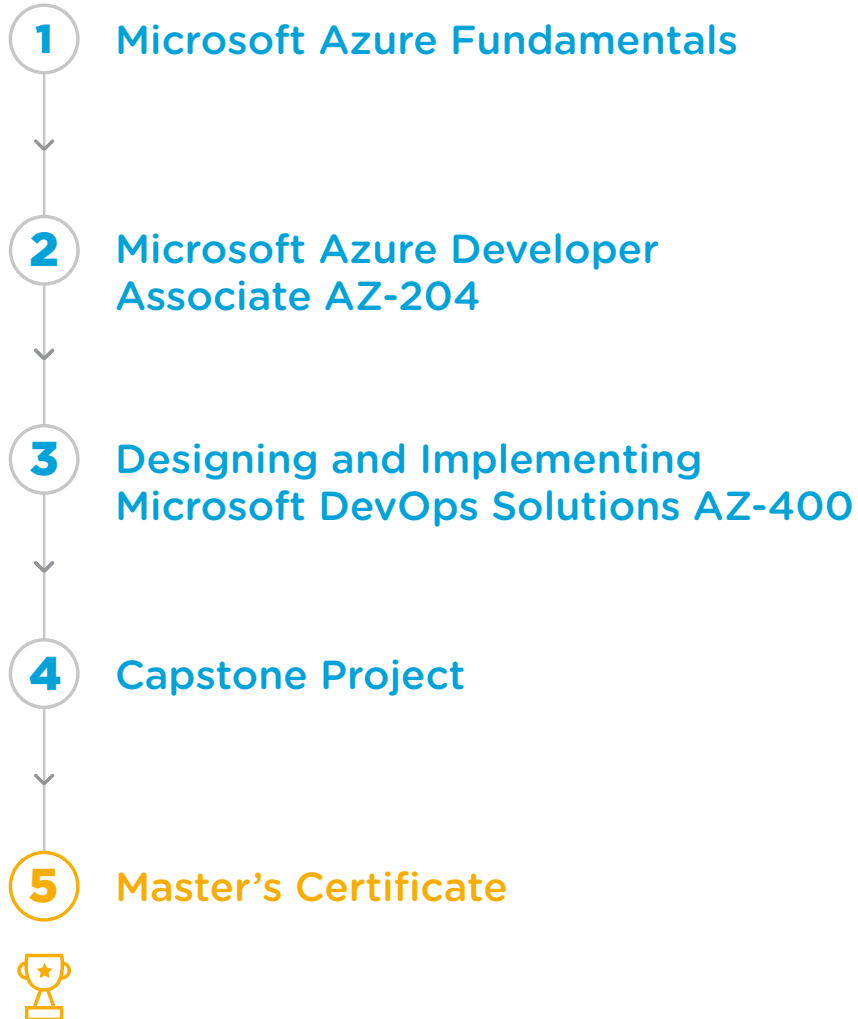 1 Microsoft Azure Fundamentals
2 Microsoft Azure Developer
Associate AZ-204
3 Designing and Implementing
Microsoft DevOps Solutions AZ-400
4 Capstone Project
5 Master’s Certificate